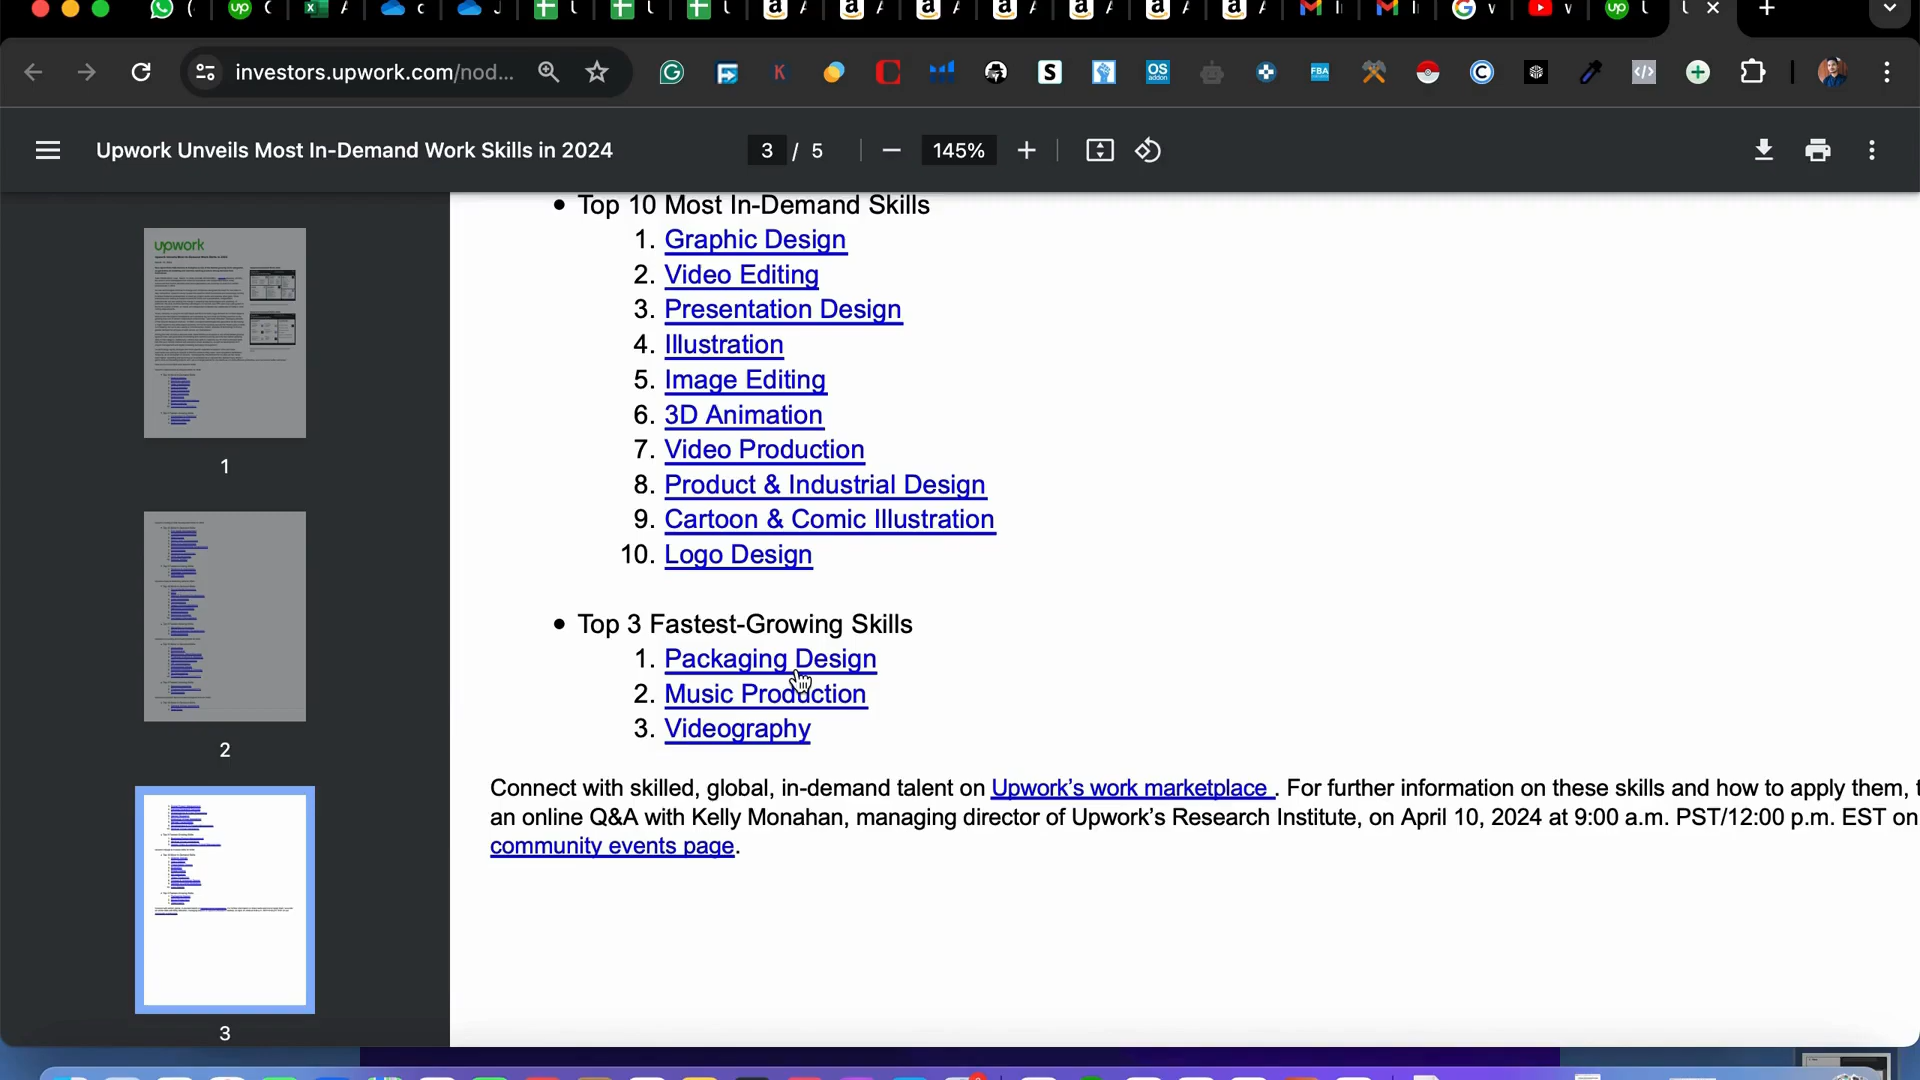 investors.upwork.com/nod...
Upwork Unveils Most In-Demand Work Skills in 2024
3 / 5
145%
• Top 10 Most In-Demand Skills
1. Graphic Design
2. Video Editing
3. Presentation Design
4. Illustration
5. Image Editing
6. 3D Animation
7. Video Production
8. Product & Industrial Design
9. Cartoon & Comic Illustration
10. Logo Design
• Top 3 Fastest-Growing Skills
1. Packaging Design
2. Music Production
3. Videography
Connect with skilled, global, in-demand talent on Upwork’s work marketplace . For further information on these skills and how to apply them,
an online Q&A with Kelly Monahan, managing director of Upwork’s Research Institute, on April 10, 2024 at 9:00 a.m. PST/12:00 p.m. EST on
community events page.
upwork
1
2
3